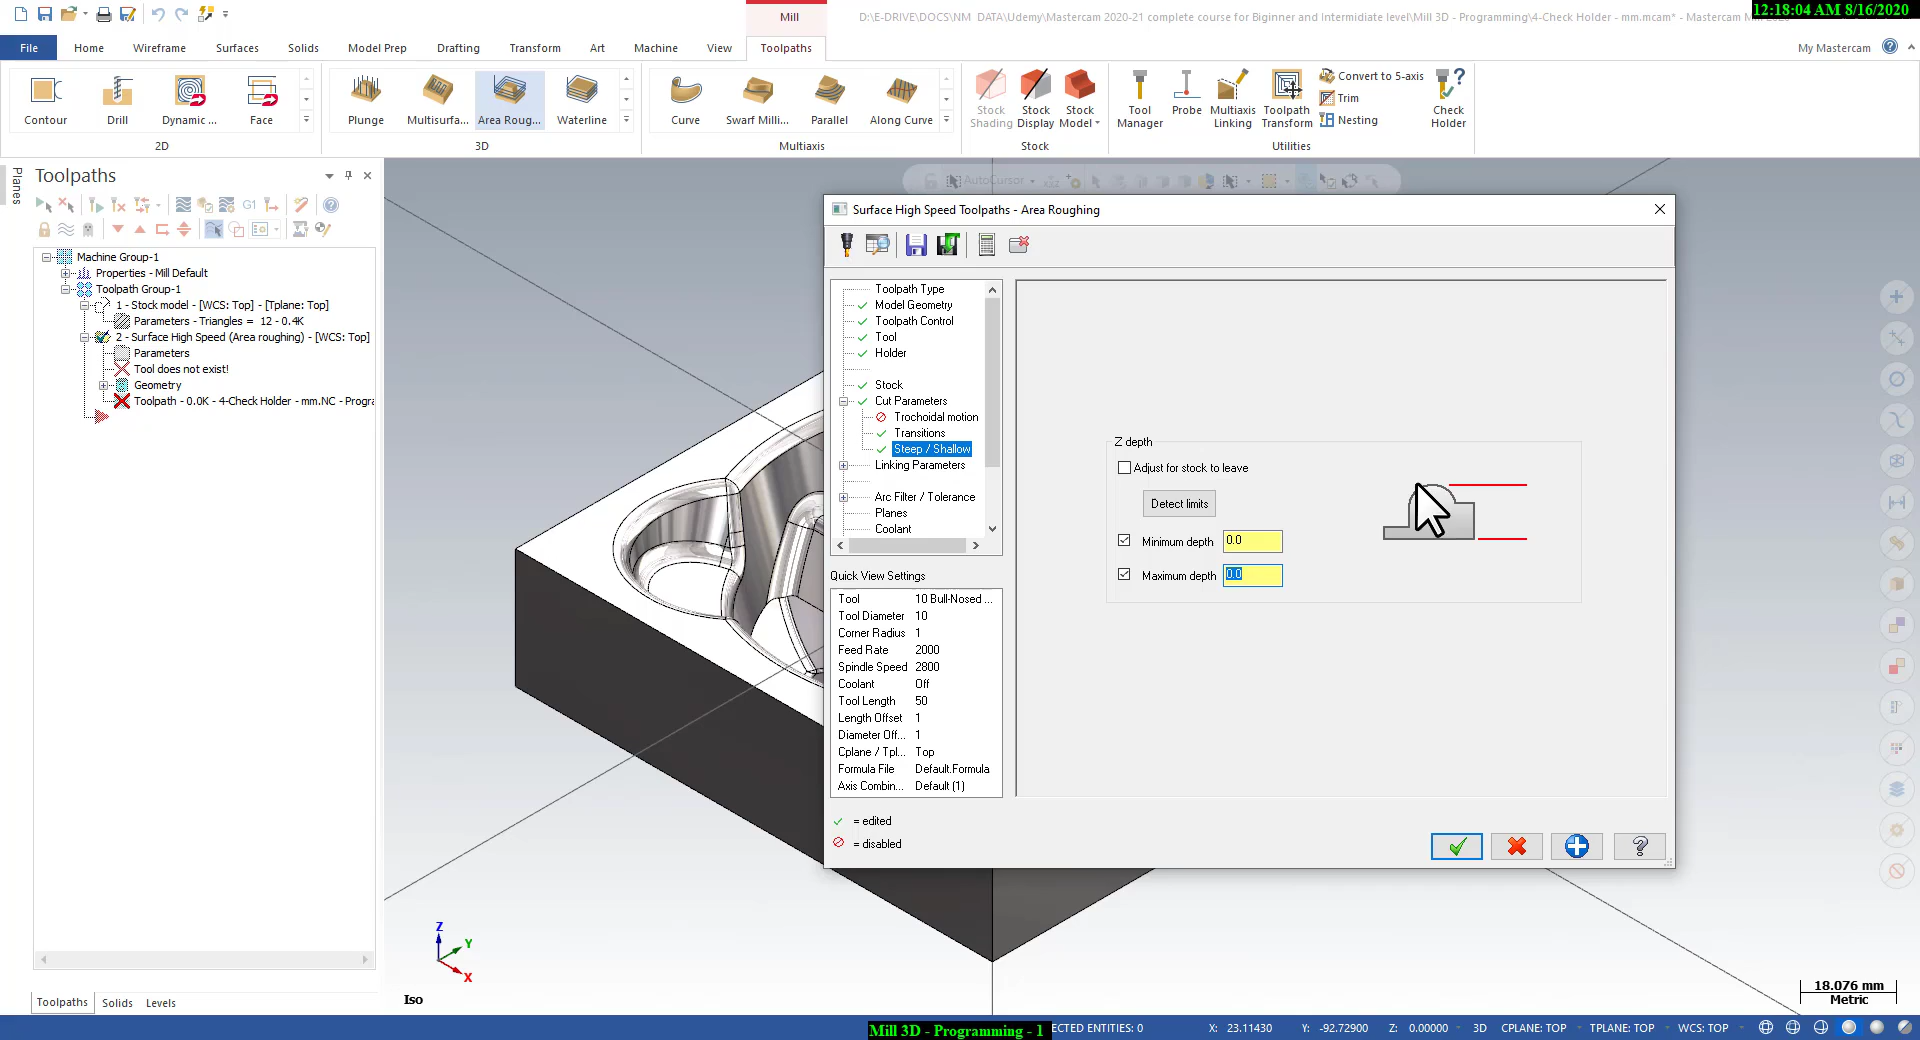 D:\E-DRIVE\DOCS\NM DATA\Udemy\Mastercam 2020-21 complete course for Biginner and Intermidiate level\Mill 3D - Programming\4-Check Holder - mm.mcam* - Mastercam
12:18:04 AM 8/16/2020
Mill
File Home Wireframe Surfaces Solids Model Prep Drafting Transform Art Machine View Toolpaths My Mastercam
Contour Drill Dynamic ... Face
2D
Plunge Multisurfa... Area Roug... Waterline
3D
Curve Swarf Milli... Parallel Along Curve
Multiaxis
Stock Shading Stock Display Stock Model
Stock
Tool Manager Probe Multiaxis Linking Toolpath Transform
Convert to 5-axis
Trim
Nesting
Check Holder
Utilities
Planes
Toolpaths
G1
Machine Group-1
Properties - Mill Default
Toolpath Group-1
1 - Stock model - [WCS: Top] - [Tplane: Top]
Parameters - Triangles = 12 - 0.4K
2 - Surface High Speed (Area roughing) - [WCS: Top]
Parameters
Tool does not exist!
Geometry
Toolpath - 0.0K - 4-Check Holder - mm.NC - Progra
Toolpaths Solids Levels
AutoCursor
Surface High Speed Toolpaths - Area Roughing
Toolpath Type
Model Geometry
Toolpath Control
Tool
Holder
Stock
Cut Parameters
Trochoidal motion
Transitions
Steep / Shallow
Linking Parameters
Arc Filter / Tolerance
Planes
Coolant
Quick View Settings
Tool 10 Bull-Nosed ...
Tool Diameter 10
Corner Radius 1
Feed Rate 2000
Spindle Speed 2800
Coolant Off
Tool Length 50
Length Offset 1
Diameter Off... 1
Cplane / Tpl... Top
Formula File Default.Formula
Axis Combin... Default (1)
= edited
= disabled
Z depth
Adjust for stock to leave
Detect limits
Minimum depth 0.0
Maximum depth 0.0
Z
Y
X
Iso
18.076 mm
Metric
Mill 3D - Programming - 1
ECTED ENTITIES: 0 X: 23.11430 Y: -92.72900 Z: 0.00000 3D CPLANE: TOP TPLANE: TOP WCS: TOP